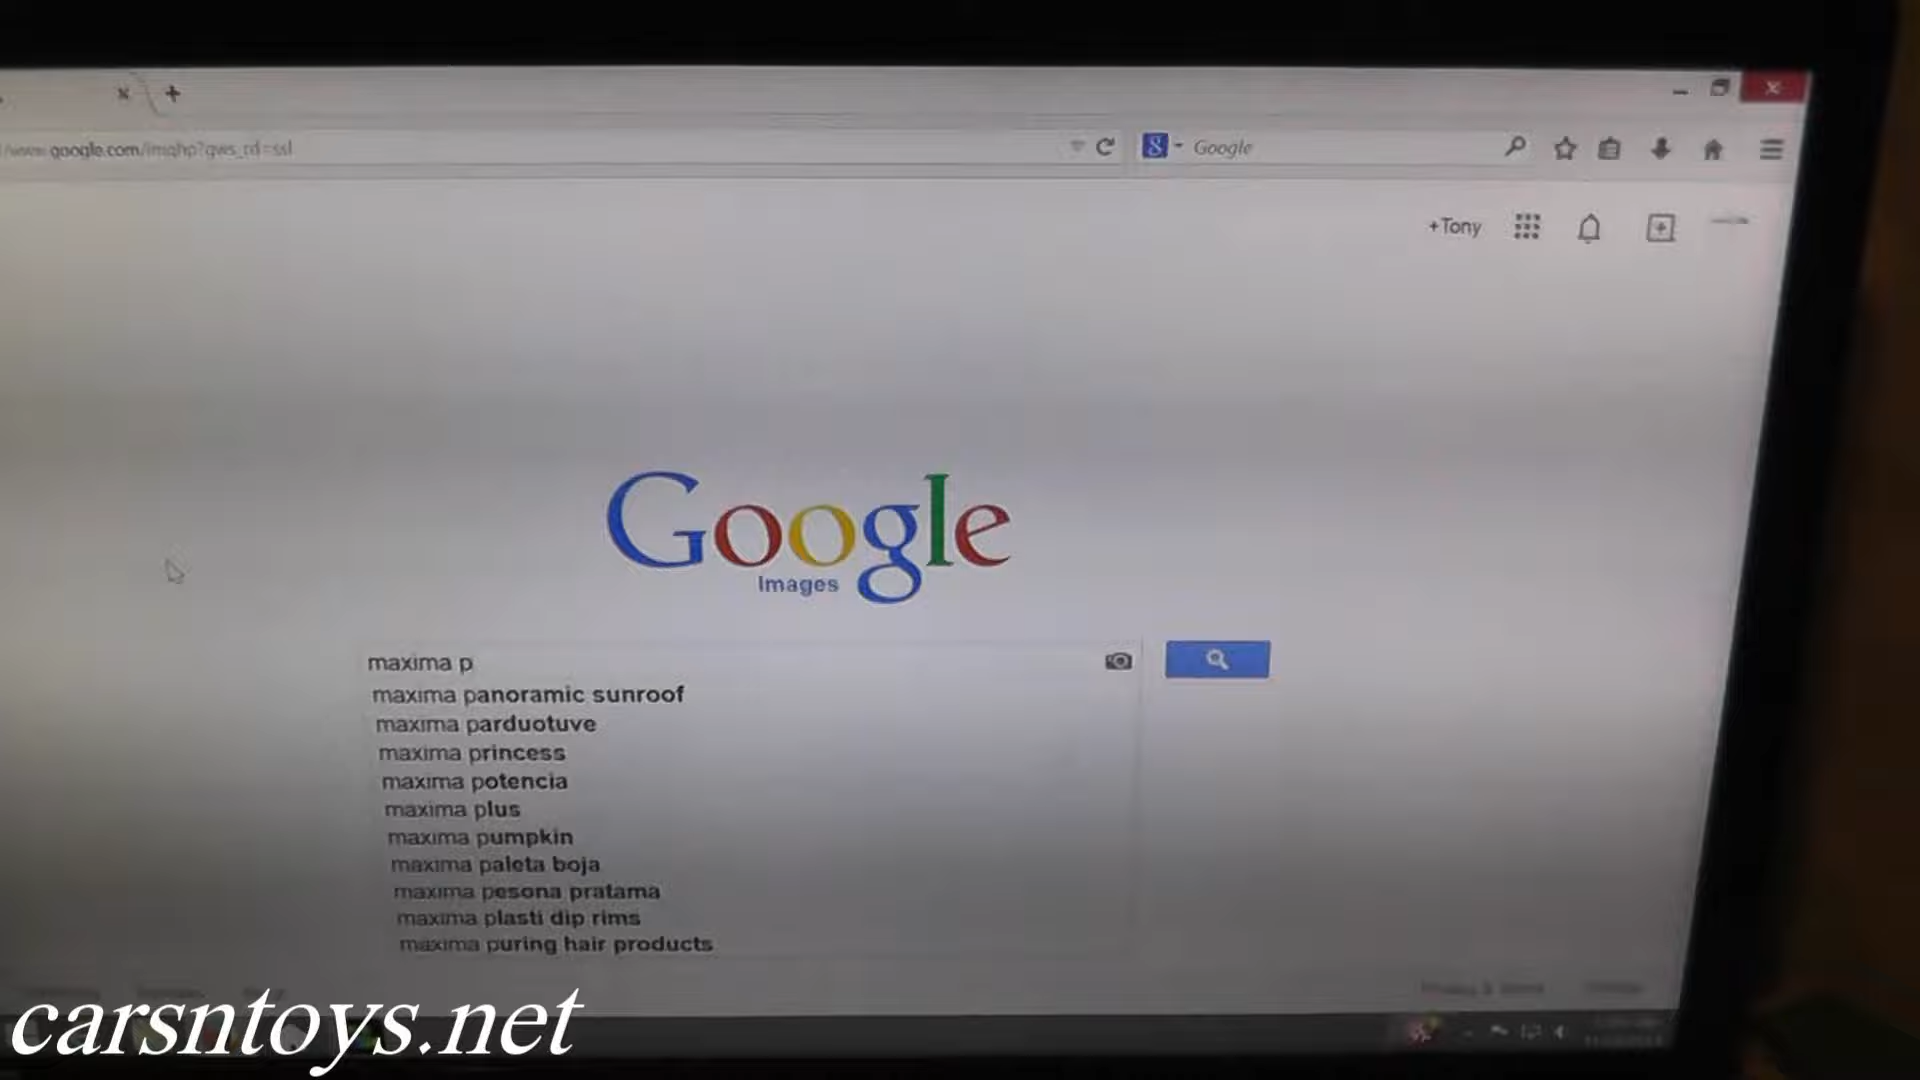 www.google.com/imghp?gws_rd=ssl
Google
+Tony
Google
Images
maxima p
maxima panoramic sunroof
maxima parduotuve
maxima princess
maxima potencia
maxima plus
maxima pumpkin
maxima paleta boja
maxima pesona pratama
maxima plasti dip rims
maxima puring hair products
Privacy & Terms
carsntoys.net